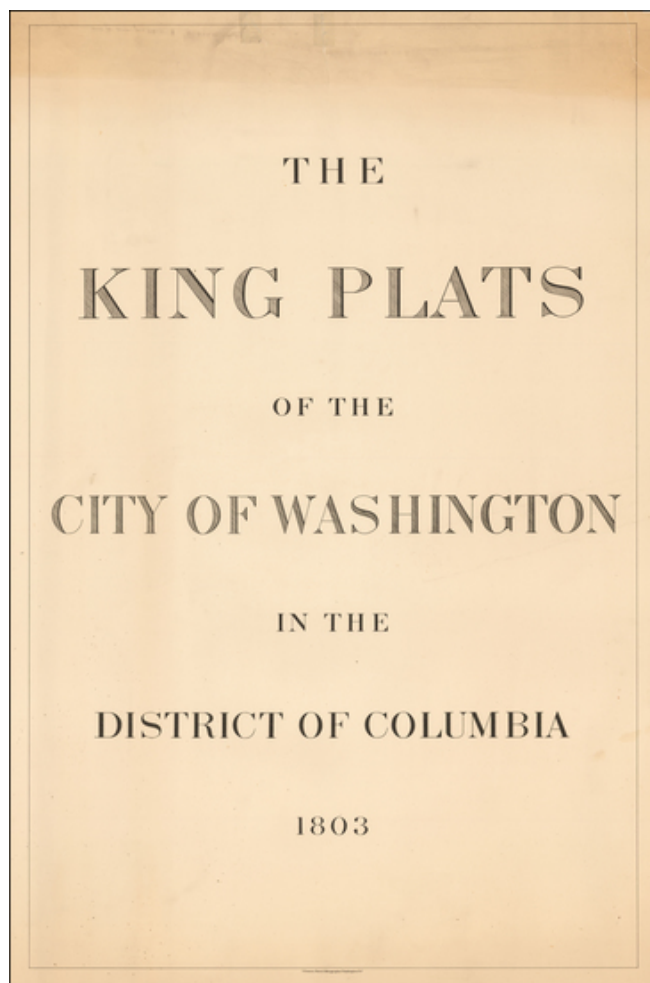 THE
KING PLATS
OF THE
CITY OF WASHINGTON
IN THE
DISTRICT OF COLUMBIA
1803